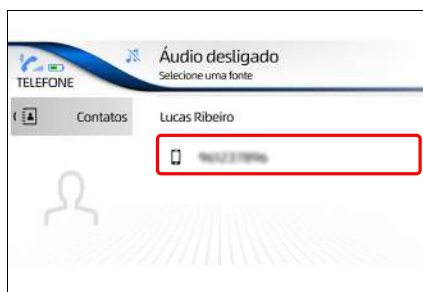 Áudio desligado
Selecione uma fonte
TELEFONE
Contatos
Lucas Ribeiro